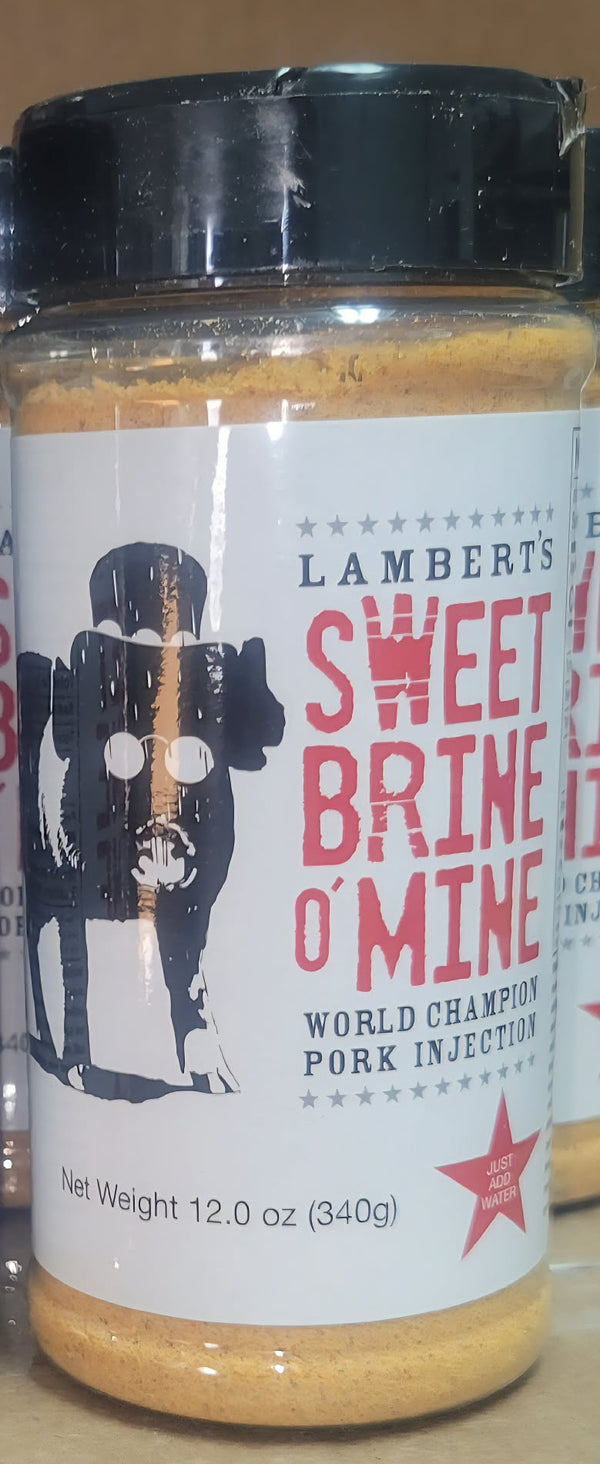 LAMBERT'S
SWEET
BRINE
O'MINE
WORLD CHAMPION
PORK INJECTION
JUST
ADD
WATER
Net Weight 12.0 oz (340g)